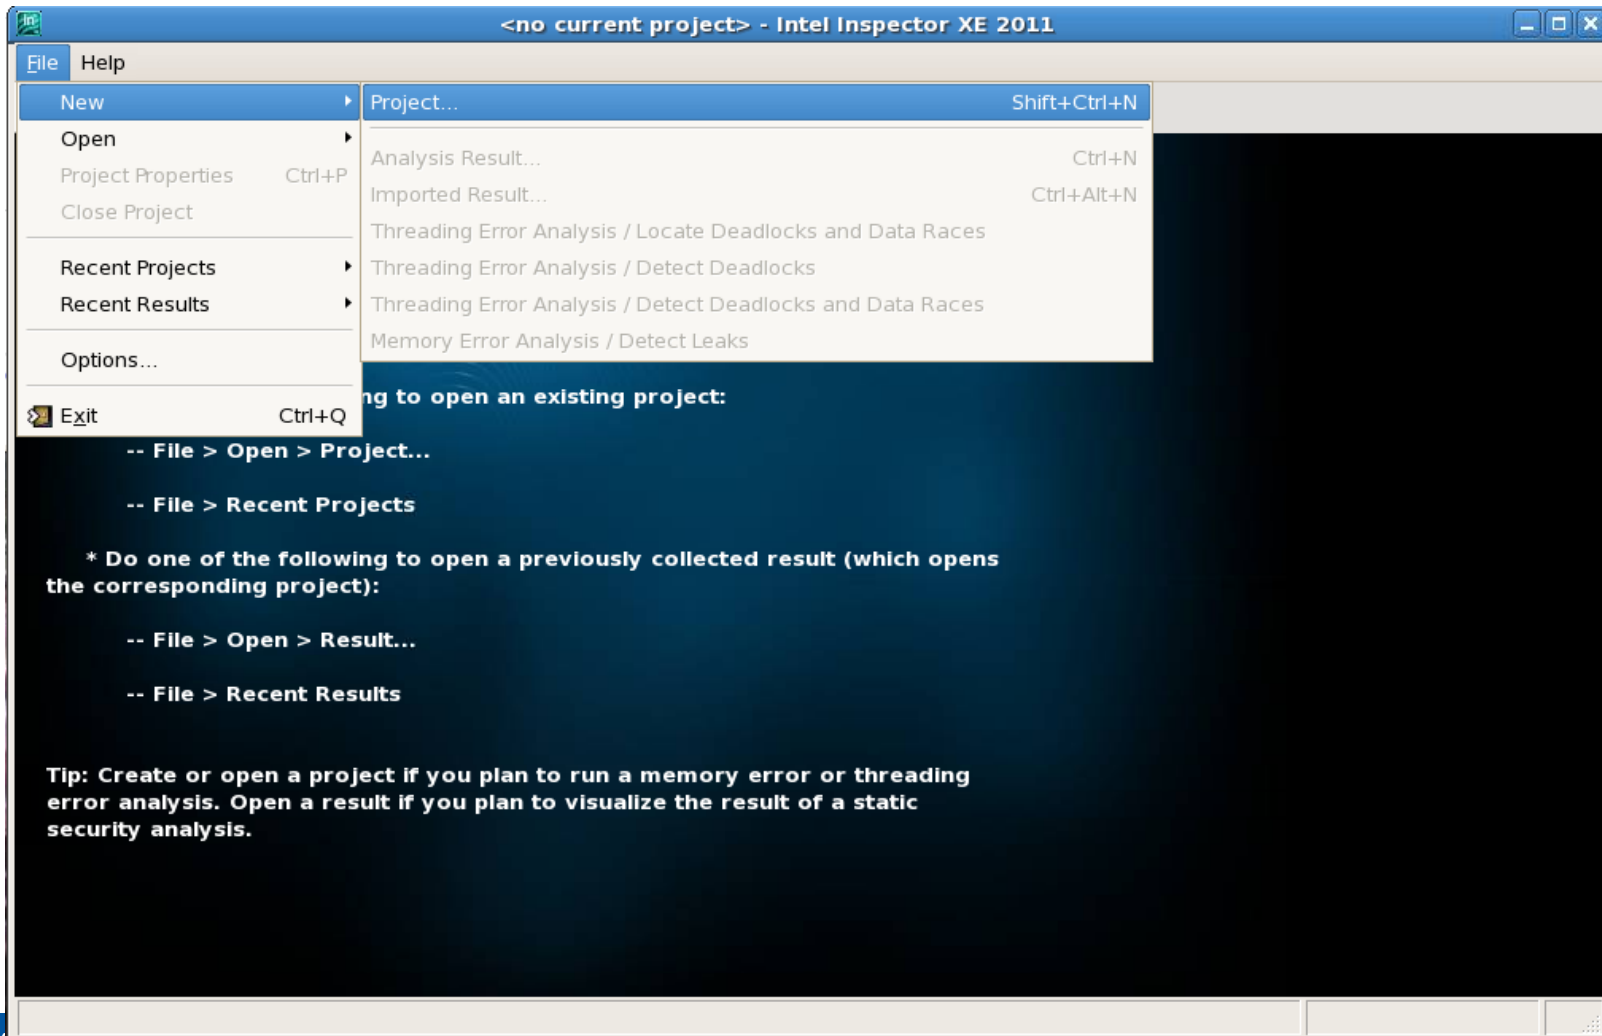 <no current project> - Intel Inspector XE 2011
File Help
New
Open
Project Properties Ctrl+P
Close Project
Recent Projects
Recent Results
Options...
Exit Ctrl+Q
Project... Shift+Ctrl+N
Analysis Result... Ctrl+N
Imported Result... Ctrl+Alt+N
Threading Error Analysis / Locate Deadlocks and Data Races
Threading Error Analysis / Detect Deadlocks
Threading Error Analysis / Detect Deadlocks and Data Races
Memory Error Analysis / Detect Leaks
ng to open an existing project:
-- File > Open > Project...
-- File > Recent Projects
* Do one of the following to open a previously collected result (which opens
the corresponding project):
-- File > Open > Result...
-- File > Recent Results
Tip: Create or open a project if you plan to run a memory error or threading
error analysis. Open a result if you plan to visualize the result of a static
security analysis.